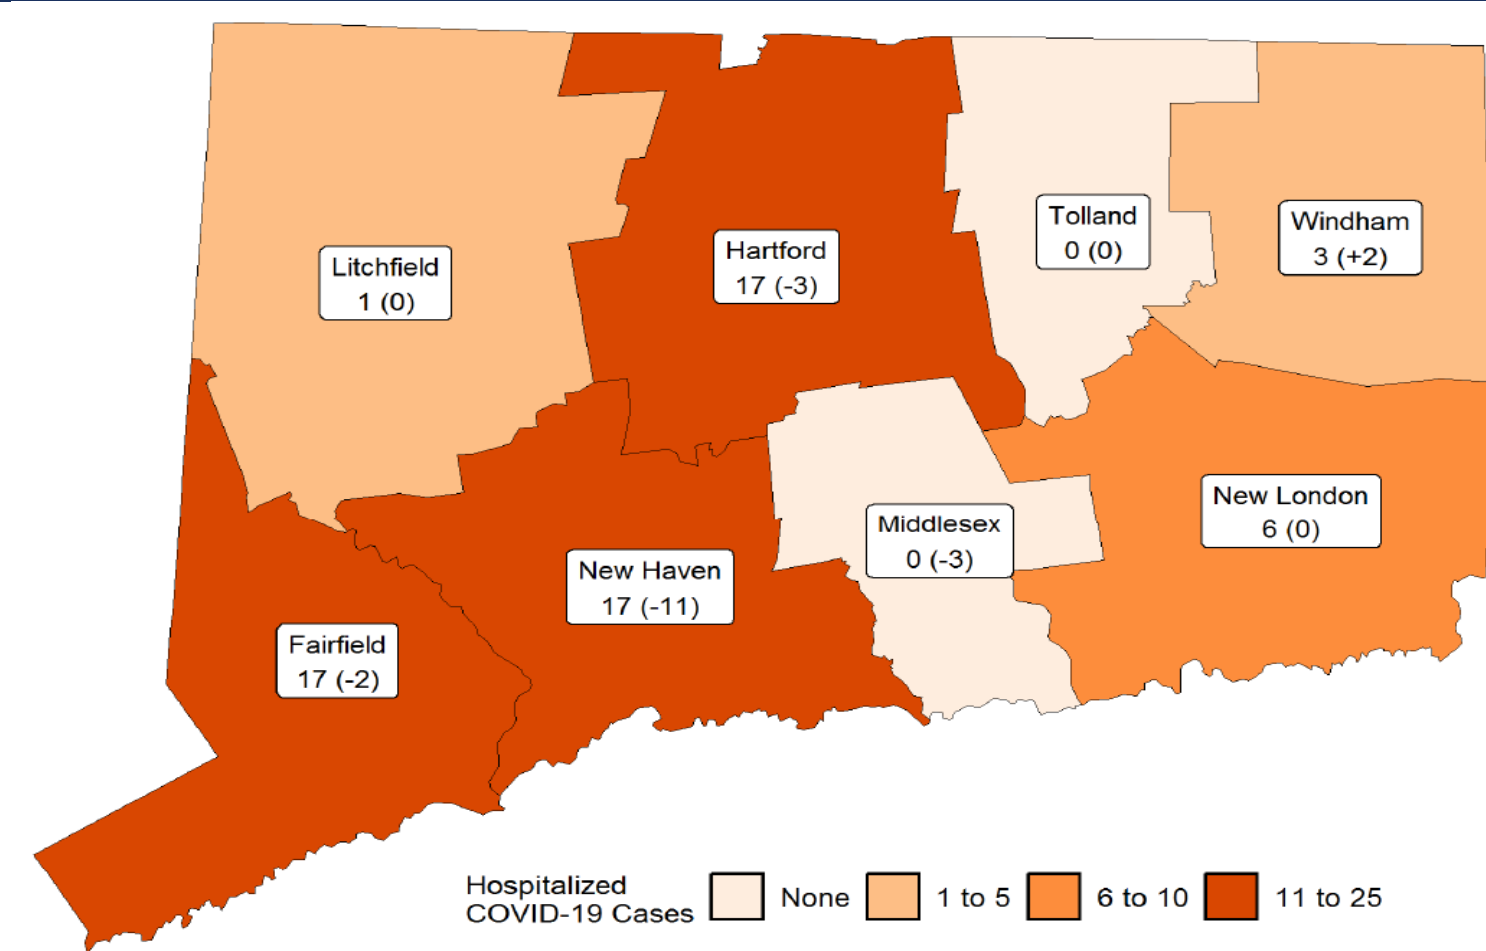 Tolland
0 (0)
Windham
3 (+2)
Hartford
17 (-3)
Litchfield
1 (0)
New London
6 (0)
Middlesex
0 (-3)
New Haven
17 (-11)
Fairfield
17 (-2)
Hospitalized
COVID-19 Cases
None
1 to 5
6 to 10
11 to 25